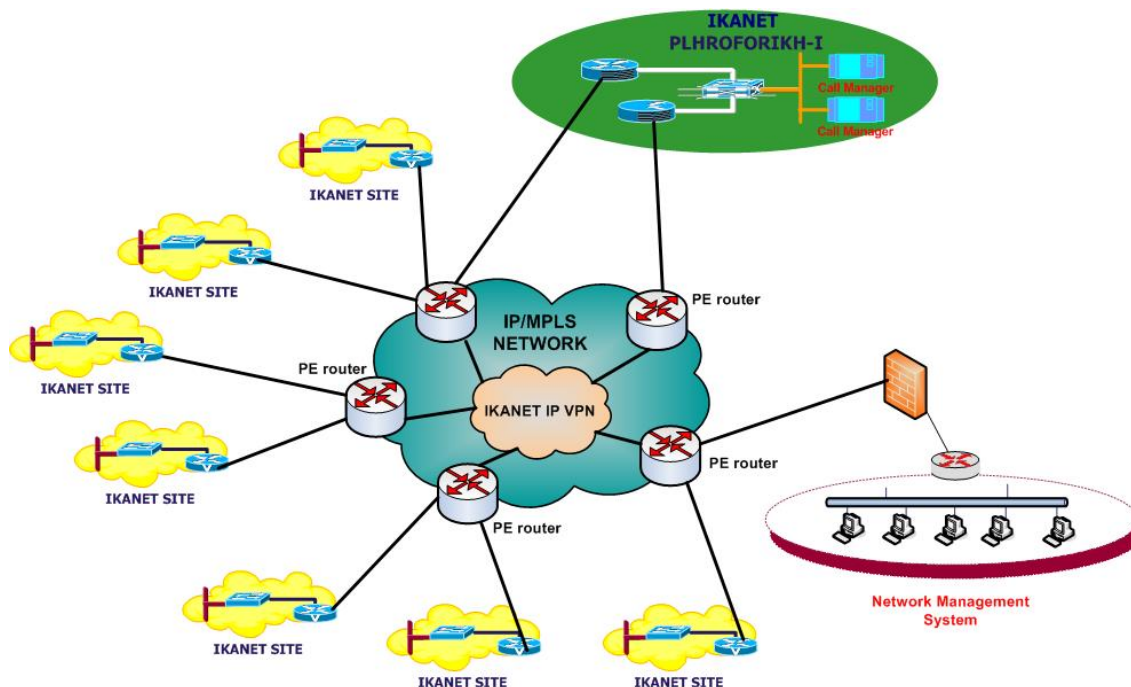 IKANET
PLHROFORIKH-I
Call Manager
Call Manager
IKANET SITE
IKANET SITE
PE router
IP/MPLS
NETWORK
IKANET SITE
PE router
IKANET IP VPN
PE router
IKANET SITE
PE router
IKANET SITE
IKANET SITE
IKANET SITE
Network Management
System